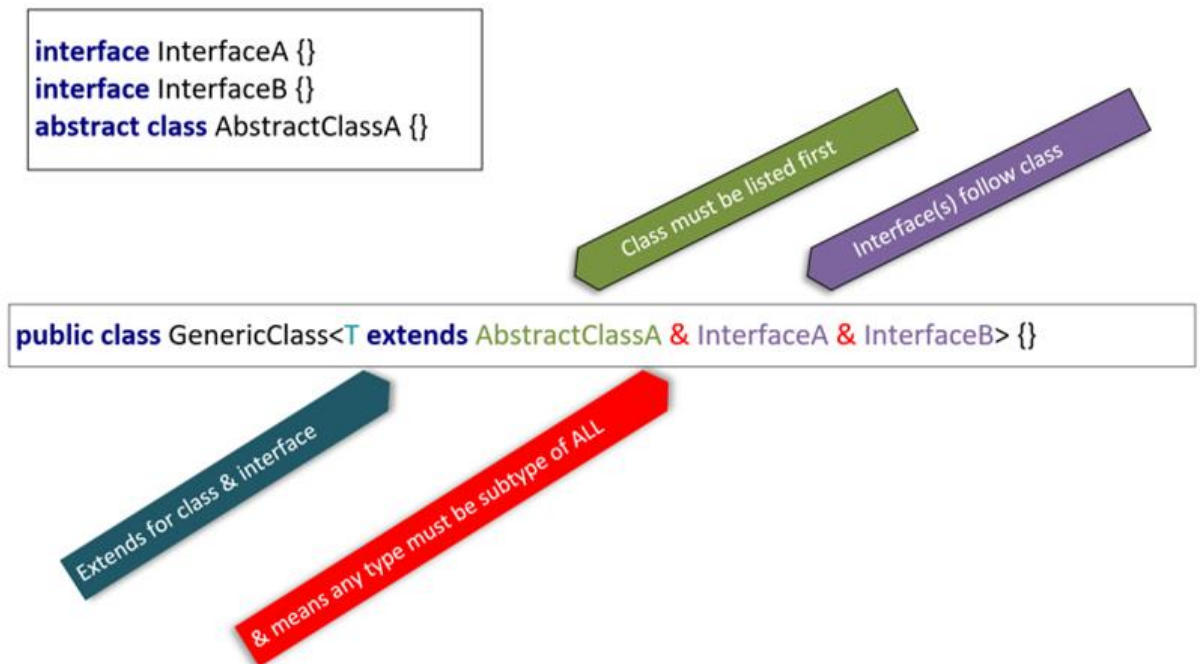 interface InterfaceA {}
interface InterfaceB {}
abstract class AbstractClassA {}
Class must be listed first
Interface(s) follow class
public class GenericClass<T extends AbstractClassA & InterfaceA & InterfaceB> {}
Extends for class & interface
& means any type must be subtype of ALL